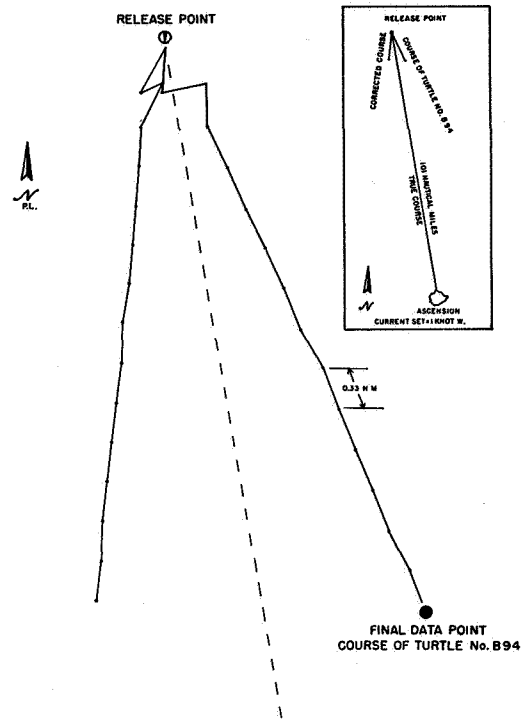 RELEASE POINT
N
P.L.
0.33 N M
FINAL DATA POINT
COURSE OF TURTLE No. B94
RELEASE POINT
CORRECTED COURSE
COURSE OF TURTLE NO. B94
101 NAUTICAL MILES
TRUE COURSE
N
ASCENSION
CURRENT SET=1 KNOT W.